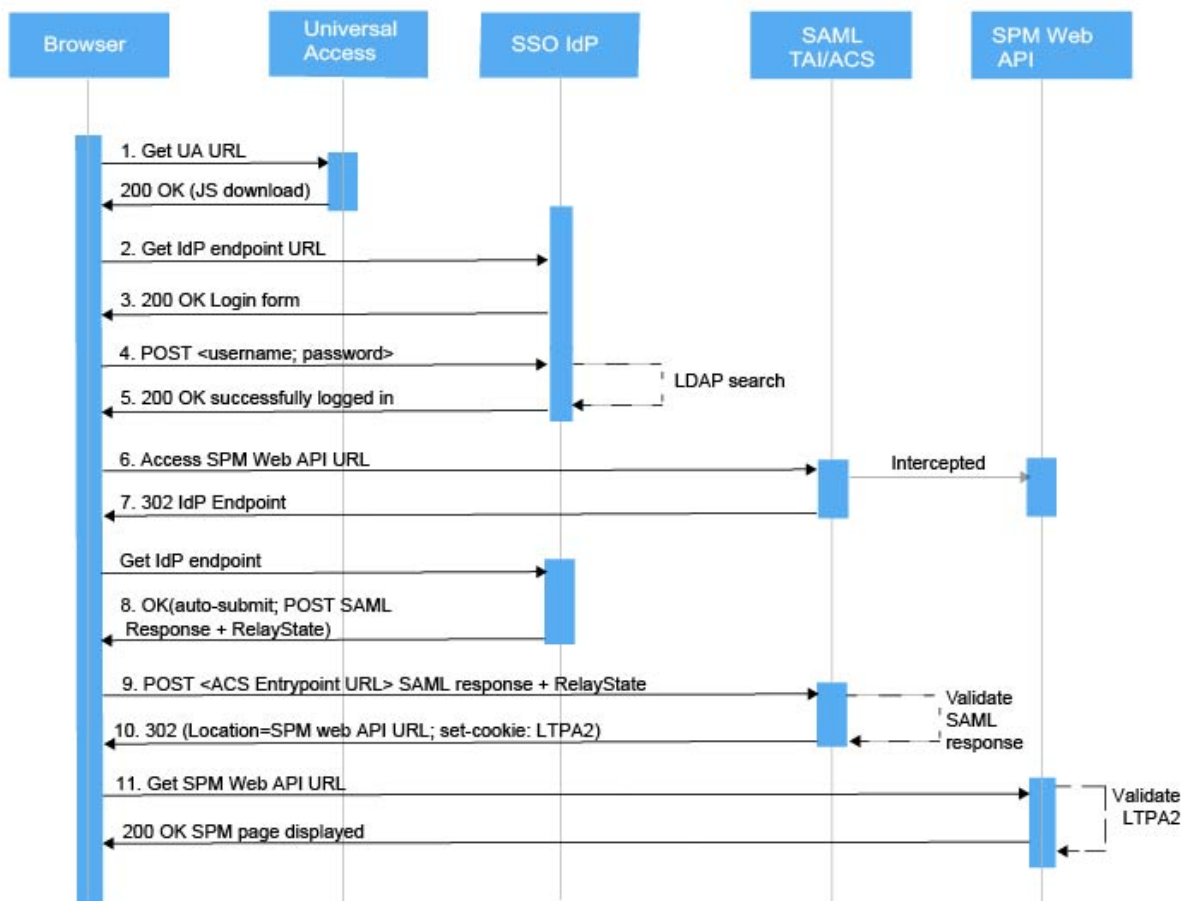 Browser
Universal
Access
SSO IdP
SAML
TAI/ACS
SPM Web
API
1. Get UA URL
200 OK (JS download)
2. Get IdP endpoint URL
3. 200 OK Login form
4. POST <username; password>
LDAP search
5. 200 OK successfully logged in
6. Access SPM Web API URL
Intercepted
7. 302 IdP Endpoint
Get IdP endpoint
8. OK(auto-submit; POST SAML
Response + RelayState)
9. POST <ACS Entrypoint URL> SAML response + RelayState
Validate
SAML
response
10. 302 (Location=SPM web API URL; set-cookie: LTPA2)
11. Get SPM Web API URL
Validate
LTPA2
200 OK SPM page displayed